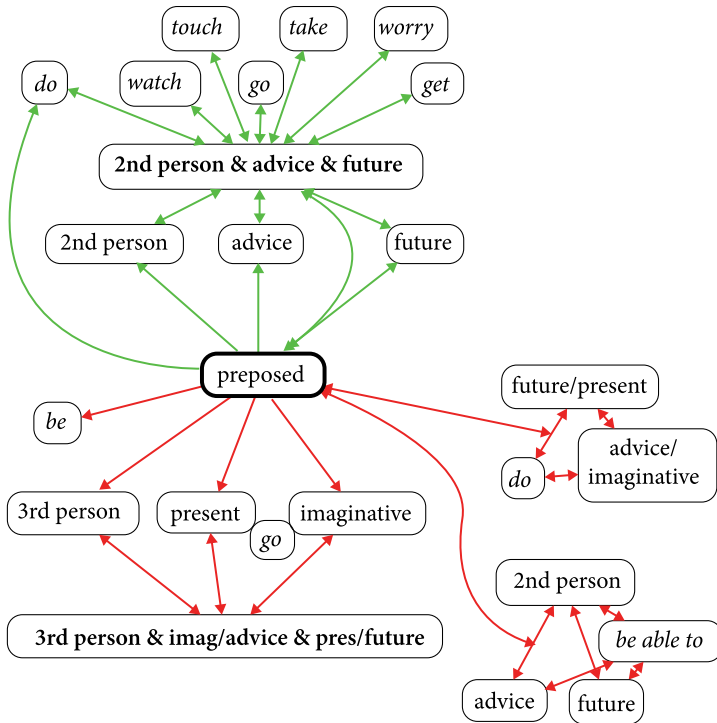 touch
take
worry
do
watch
go
get
2nd person & advice & future
2nd person
advice
future
preposed
be
future/present
advice/
imaginative
do
3rd person
present
go
imaginative
2nd person
be able to
3rd person & imag/advice & pres/future
advice
future